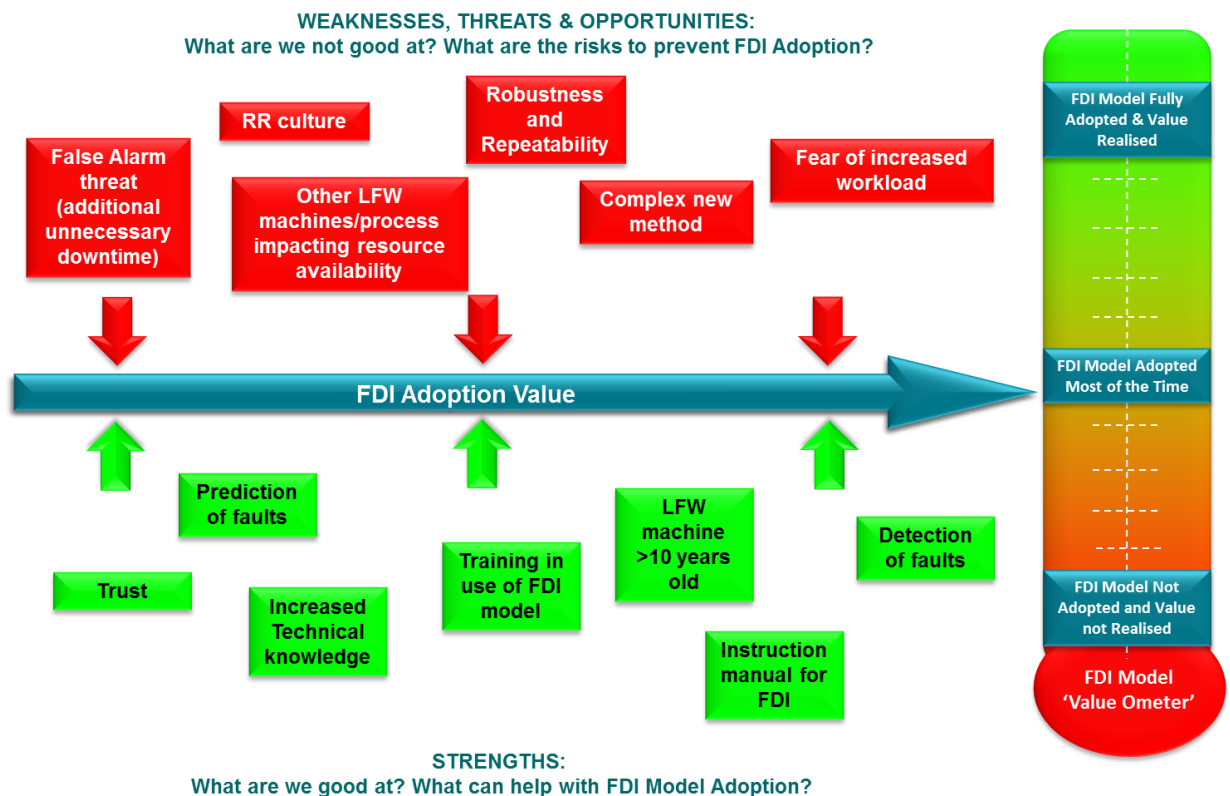 WEAKNESSES, THREATS & OPPORTUNITIES:
What are we not good at? What are the risks to prevent FDI Adoption?
False Alarm
threat
(additional
unnecessary
downtime)
RR culture
Other LFW
machines/process
impacting resource
availability
Robustness
and
Repeatability
Complex new
method
Fear of increased
workload
FDI Adoption Value
Trust
Prediction
of faults
Increased
Technical
knowledge
Training in
use of FDI
model
LFW
machine
>10 years
old
Instruction
manual for
FDI
Detection
of faults
STRENGTHS:
What are we good at? What can help with FDI Model Adoption?
FDI Model Fully
Adopted & Value
Realised
FDI Model Adopted
Most of the Time
FDI Model Not
Adopted and Value
not Realised
FDI Model
‘Value Ometer’